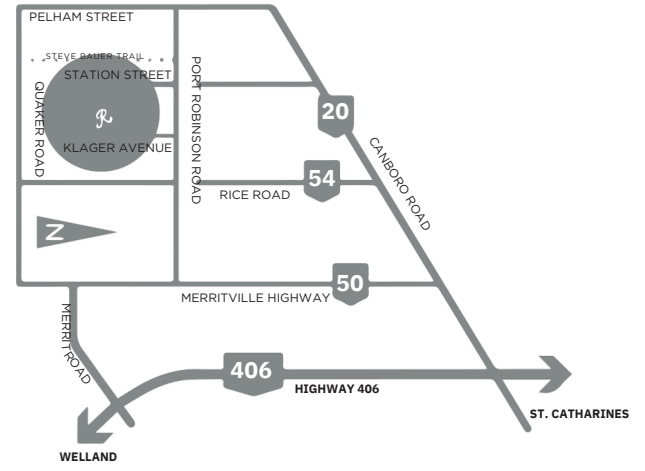 PELHAM STREET
STEVE BAUER TRAIL
STATION STREET
R
QUAKER ROAD
PORT ROBINSON ROAD
KLAGER AVENUE
20
CANBORO ROAD
54
RICE ROAD
N
50
MERRITVILLE HIGHWAY
MERRIT ROAD
406
HIGHWAY 406
ST. CATHARINES
WELLAND